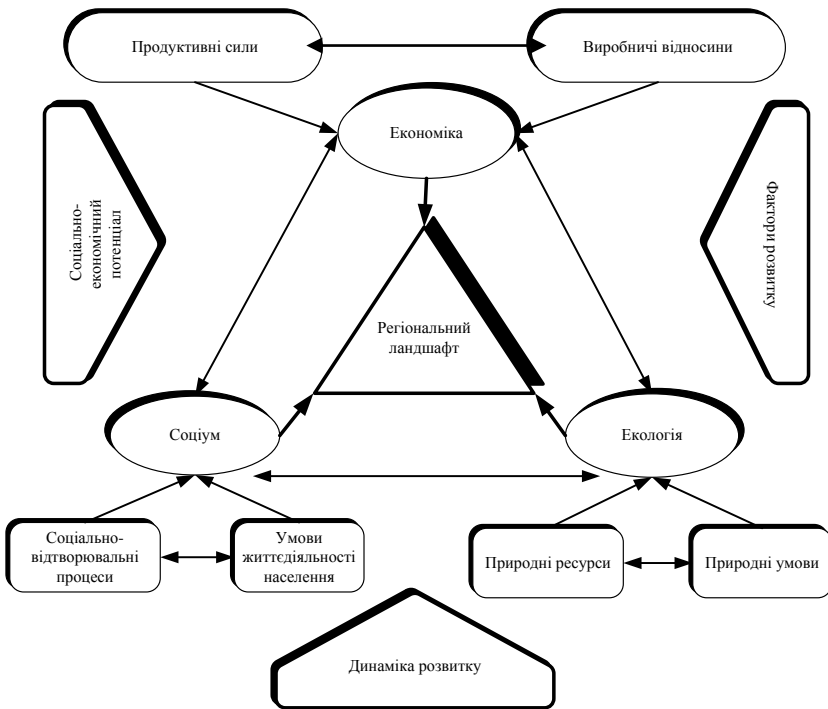 Продуктивні сили
Виробничі відносини
Економіка
Соціально-
економічний
потенціал
Фактори розвитку
Регіональний
ландшафт
Соціум
Екологія
Соціально-
відтворювальні
процеси
Умови
життєдіяльності
населення
Природні ресурси
Природні умови
Динаміка розвитку